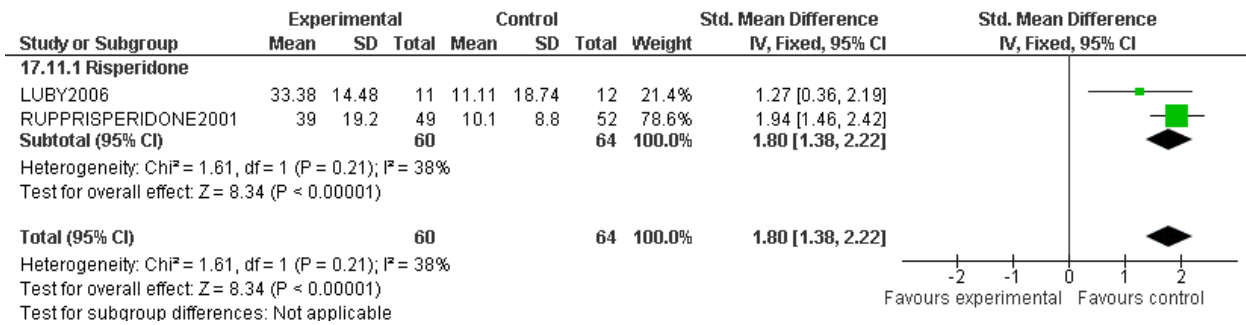 Experimental Control Std. Mean Difference Std. Mean Difference
Study or Subgroup Mean SD Total Mean SD Total Weight IV, Fixed, 95% CI IV, Fixed, 95% CI
17.11.1 Risperidone
LUBY2006 33.38 14.48 11 11.11 18.74 12 21.4% 1.27 [0.36, 2.19]
RUPPRISPERIDONE2001 39 19.2 49 10.1 8.8 52 78.6% 1.94 [1.46, 2.42]
Subtotal (95% CI) 60 64 100.0% 1.80 [1.38, 2.22]
Heterogeneity: Chi² = 1.61, df = 1 (P = 0.21); I² = 38%
Test for overall effect: Z = 8.34 (P < 0.00001)
Total (95% CI) 60 64 100.0% 1.80 [1.38, 2.22]
Heterogeneity: Chi² = 1.61, df = 1 (P = 0.21); I² = 38%
Test for overall effect: Z = 8.34 (P < 0.00001)
Test for subgroup differences: Not applicable
-2 -1 0 1 2
Favours experimental Favours control